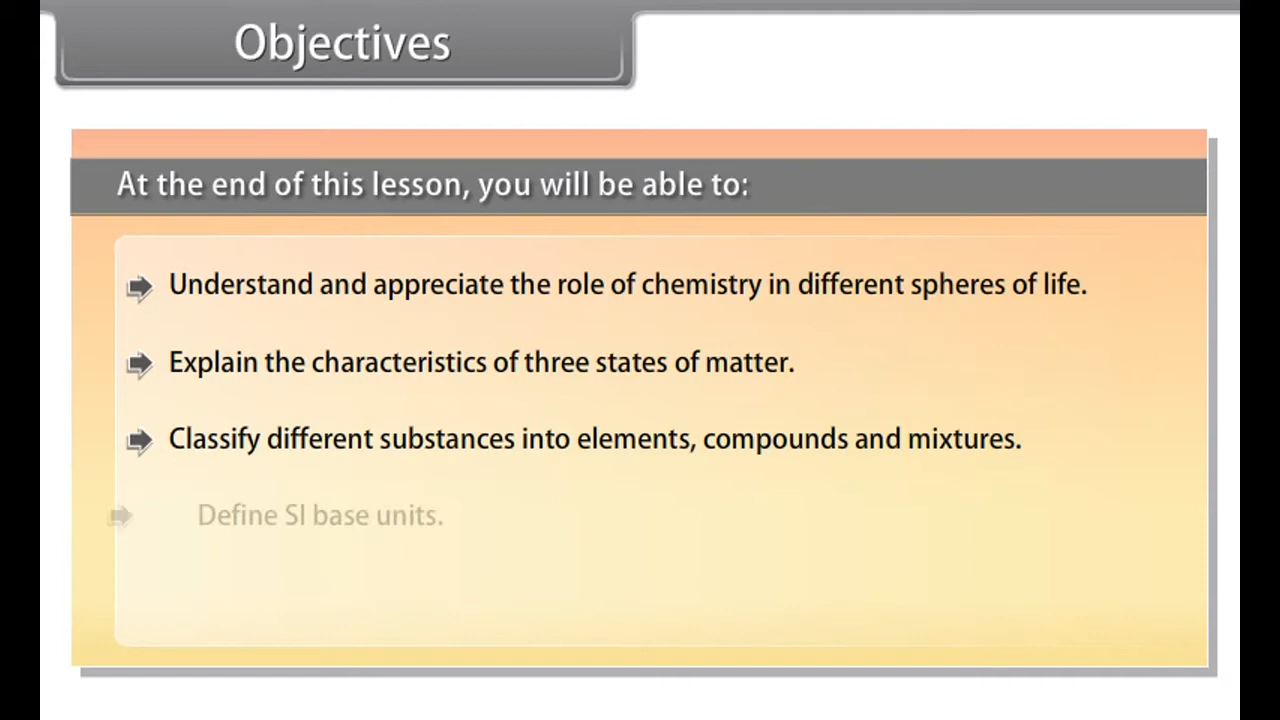 Objectives
At the end of this lesson, you will be able to:
Understand and appreciate the role of chemistry in different spheres of life.
Explain the characteristics of three states of matter.
Classify different substances into elements, compounds and mixtures.
Define SI base units.